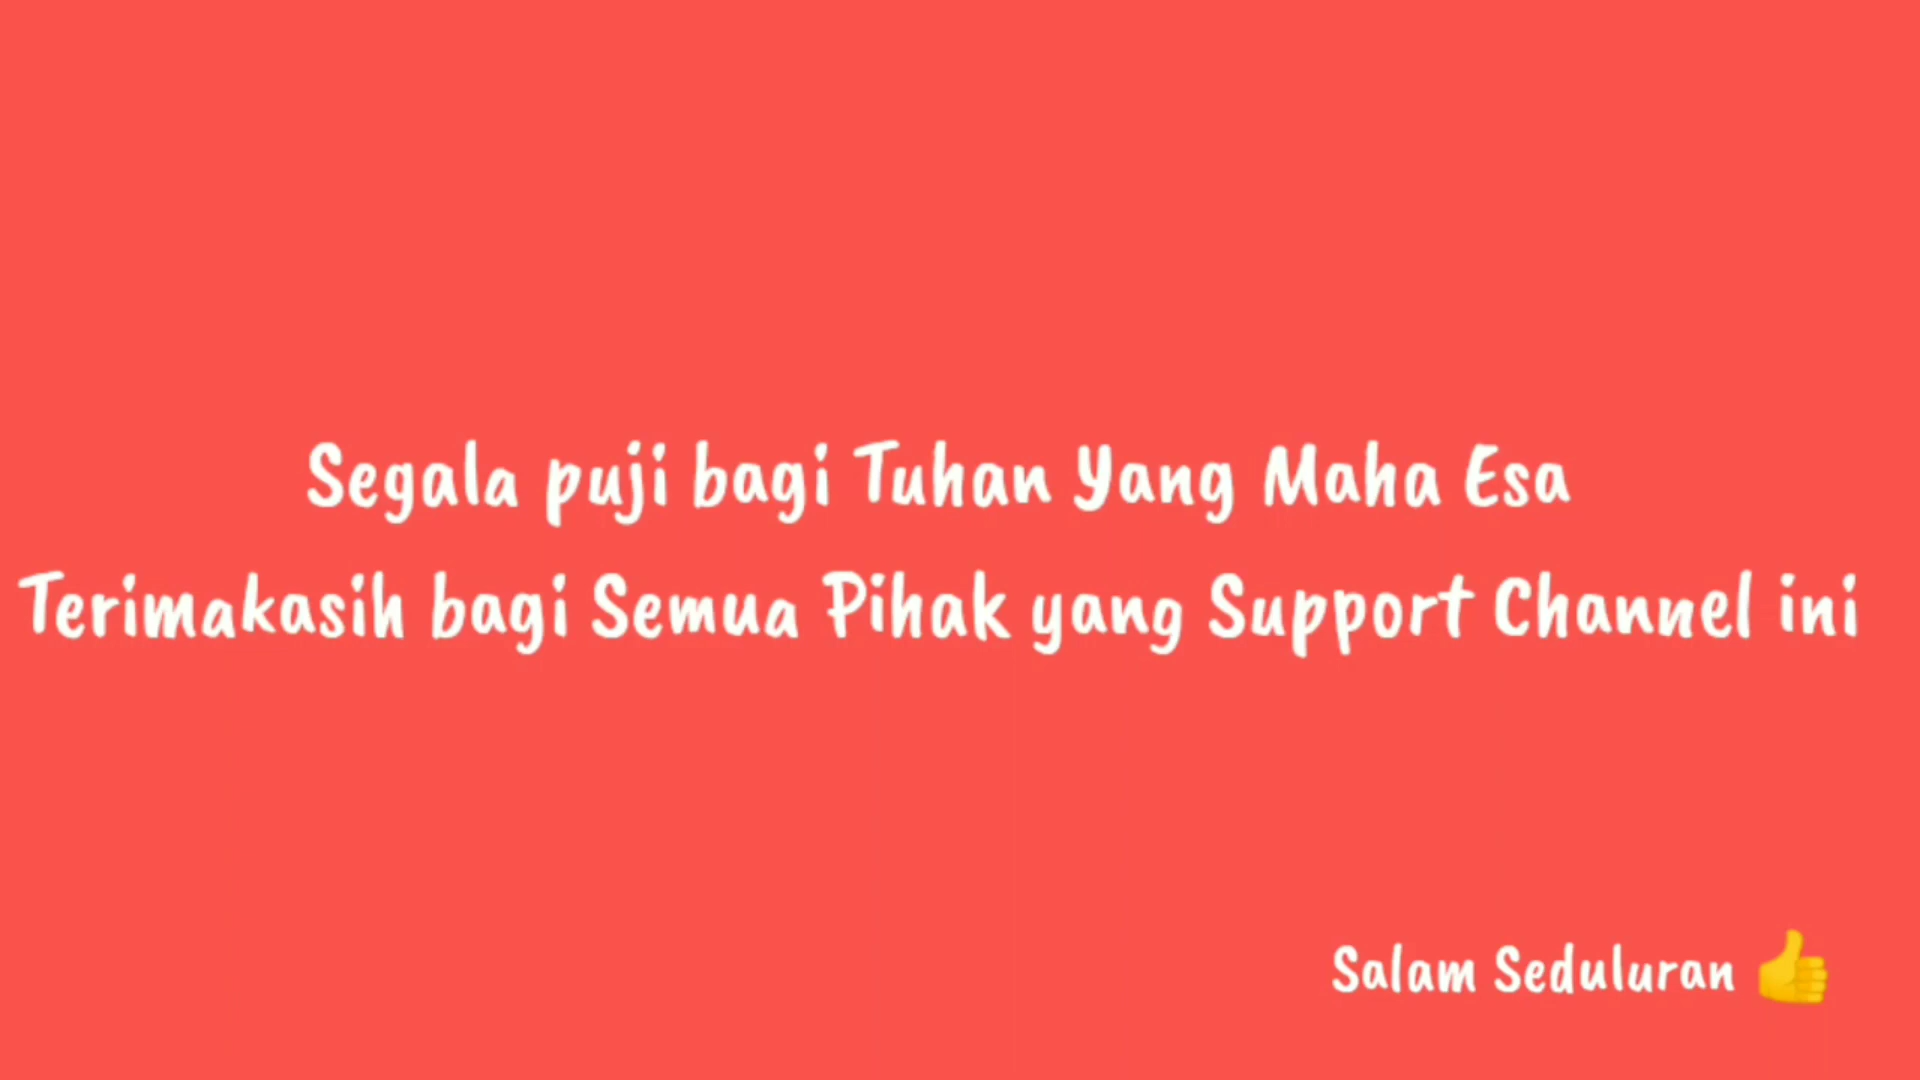 Segala puji bagi Tuhan Yang Maha Esa
Terimakasih bagi Semua Pihak yang Support Channel ini
Salam Seduluran 👍